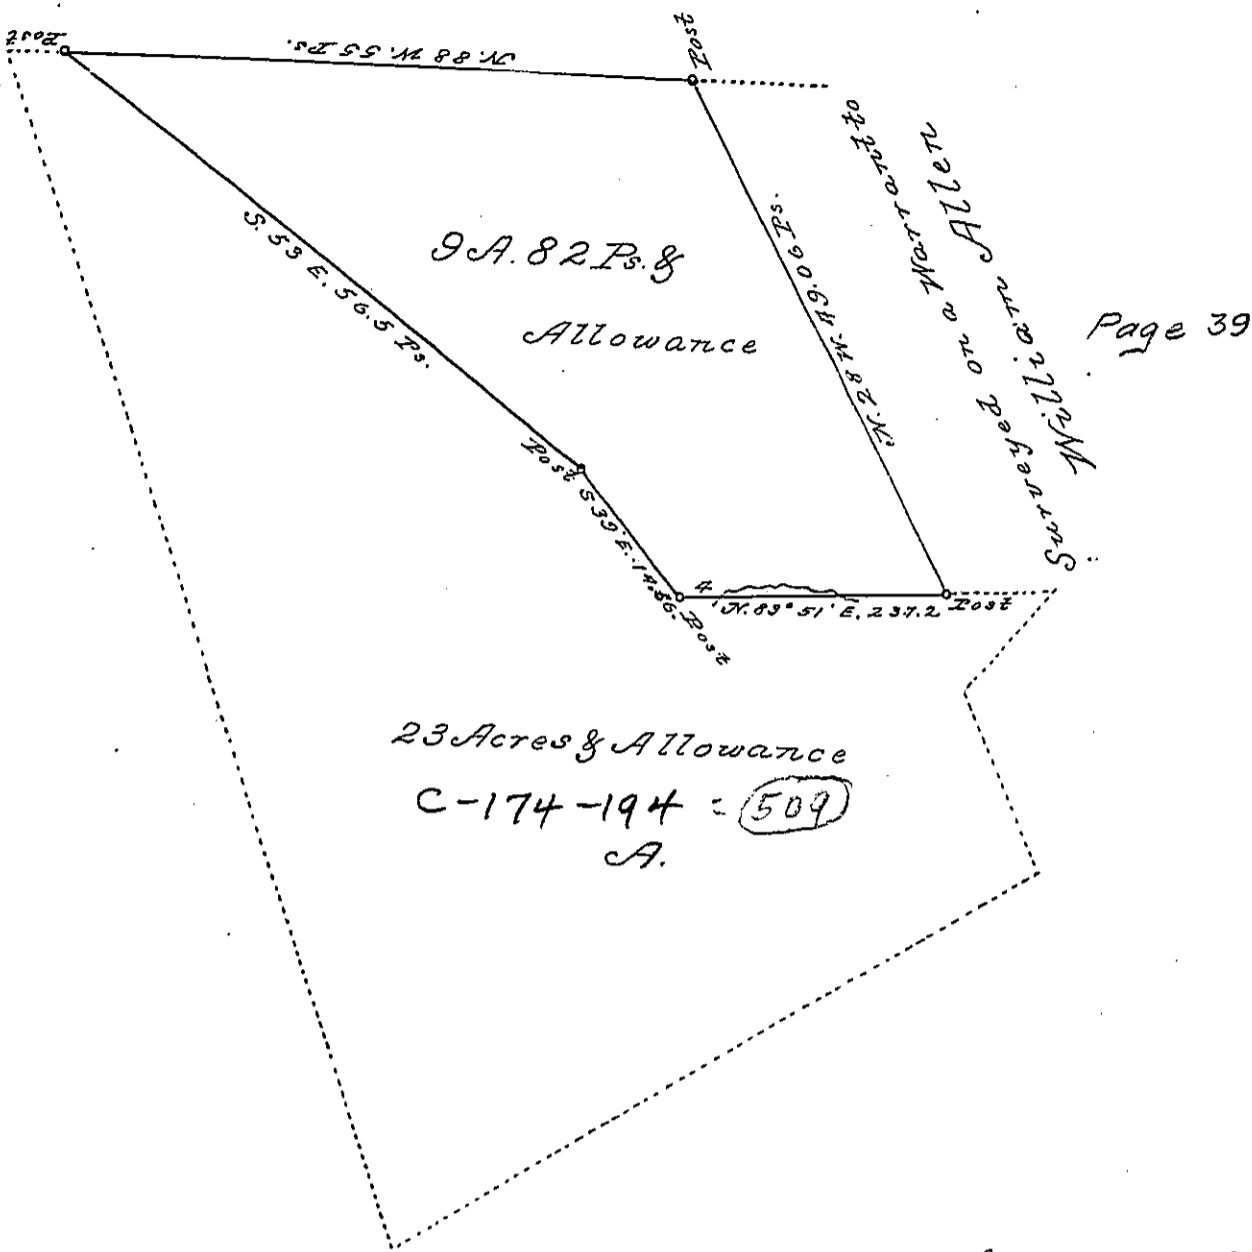 Post
N. 88 W. 55 Ps.
Post
S. 53 E. 56.5 Ps.
9 A. 82 Ps. &
Allowance
N. 28 W. 49.06 Ps.
Surveyed on a Warrant to
William Allen
Page 39
Post
S 39 E. 14.56.
Post
4
N. 89° 51' E. 237.2
Post
23 Acres & Allowance
C-174-194 = 509
A.